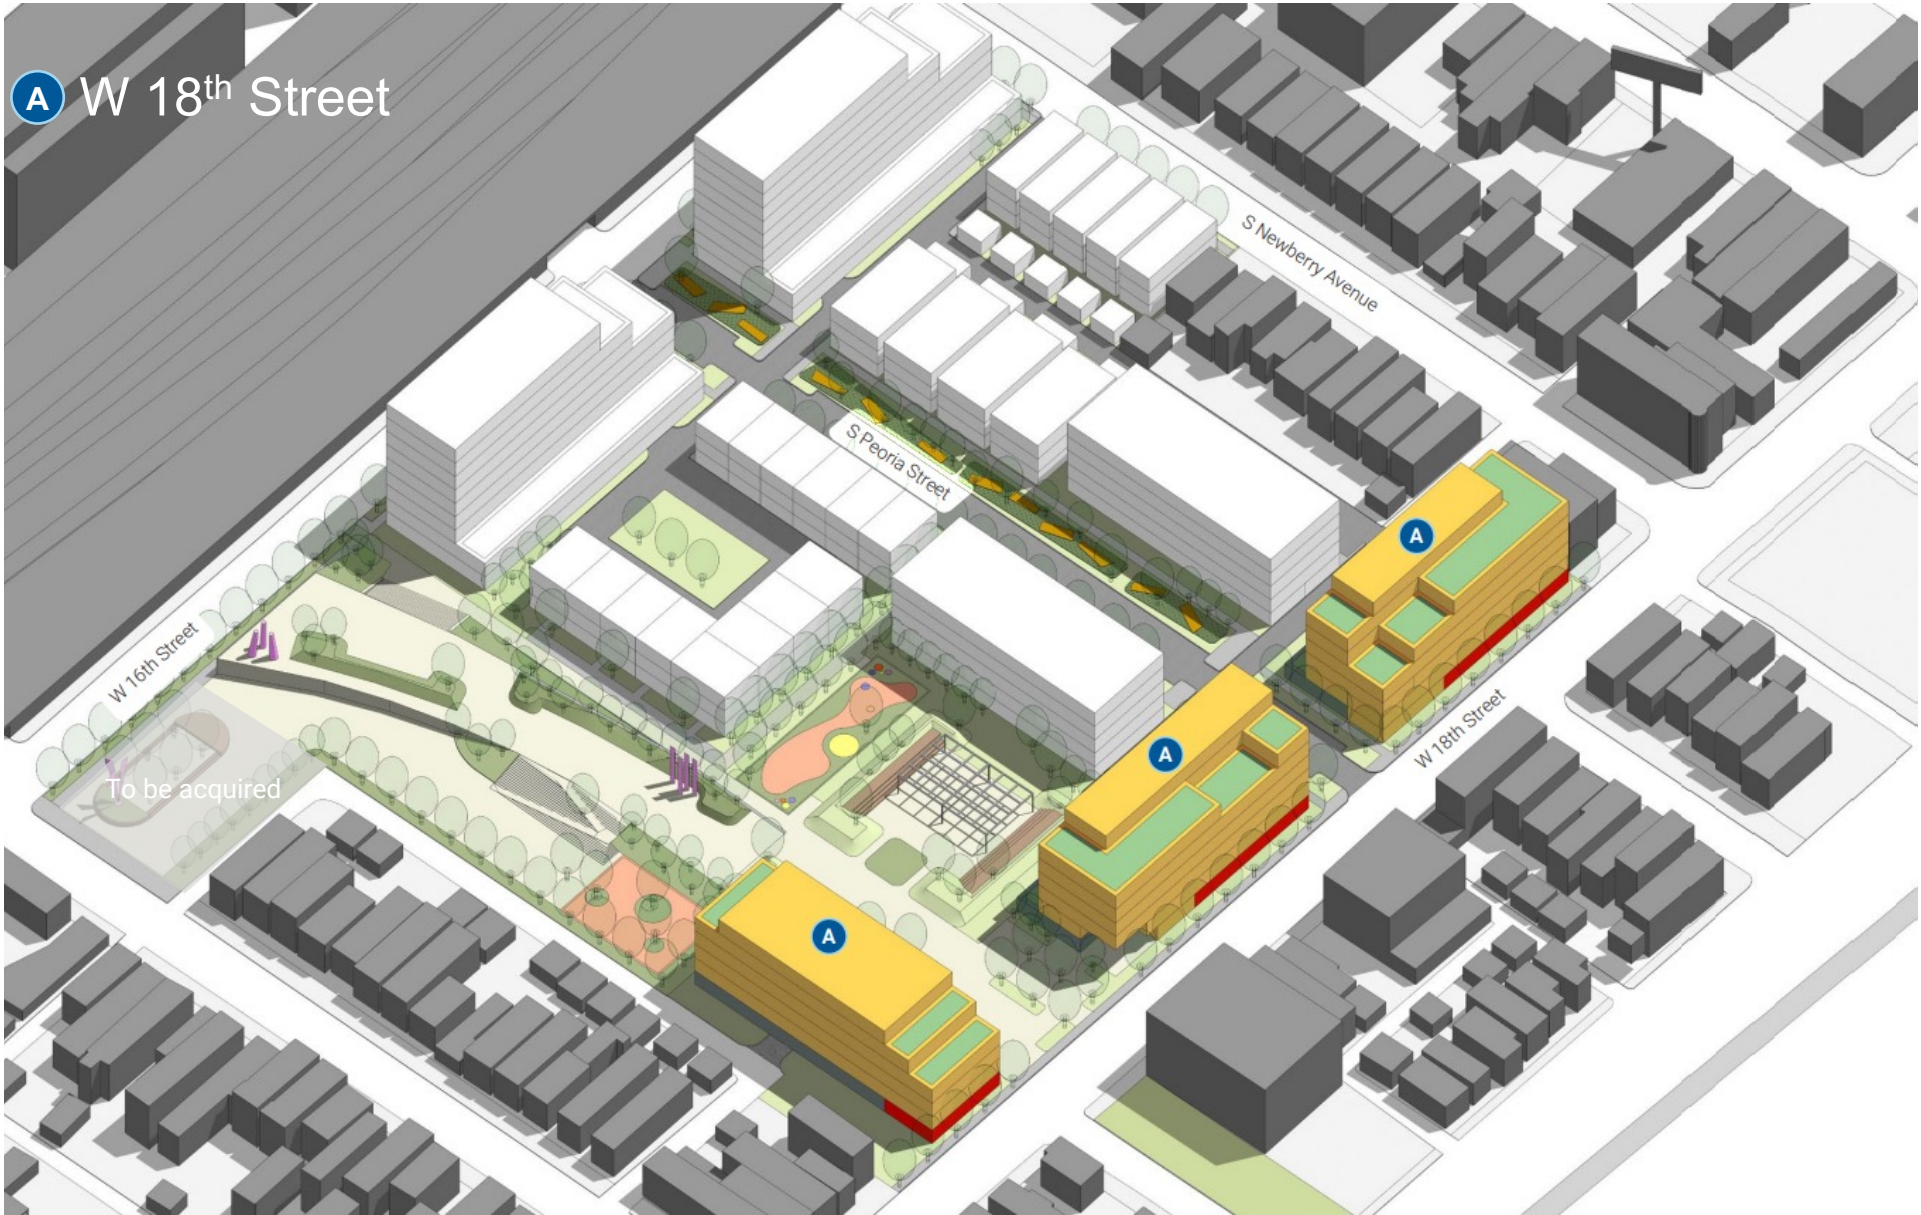 A W 18th Street
S Newberry Avenue
S Peoria Street
A
W 16th Street
A
W 18th Street
To be acquired
A